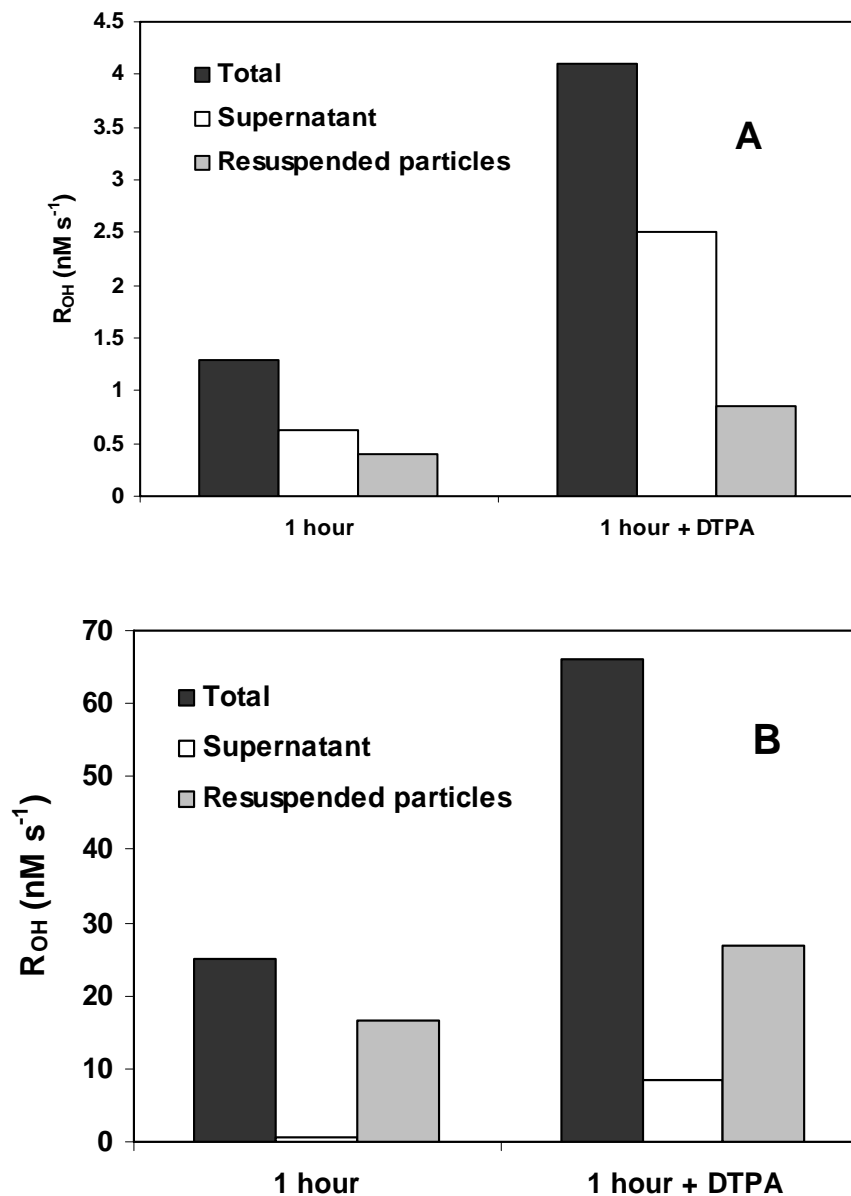 4.5
4
3.5
3
2.5
2
1.5
1
0.5
0
R_OH (nM s⁻¹)
Total
Supernatant
Resuspended particles
A
1 hour
1 hour + DTPA
70
60
50
40
30
20
10
0
R_OH (nM s⁻¹)
Total
Supernatant
Resuspended particles
B
1 hour
1 hour + DTPA